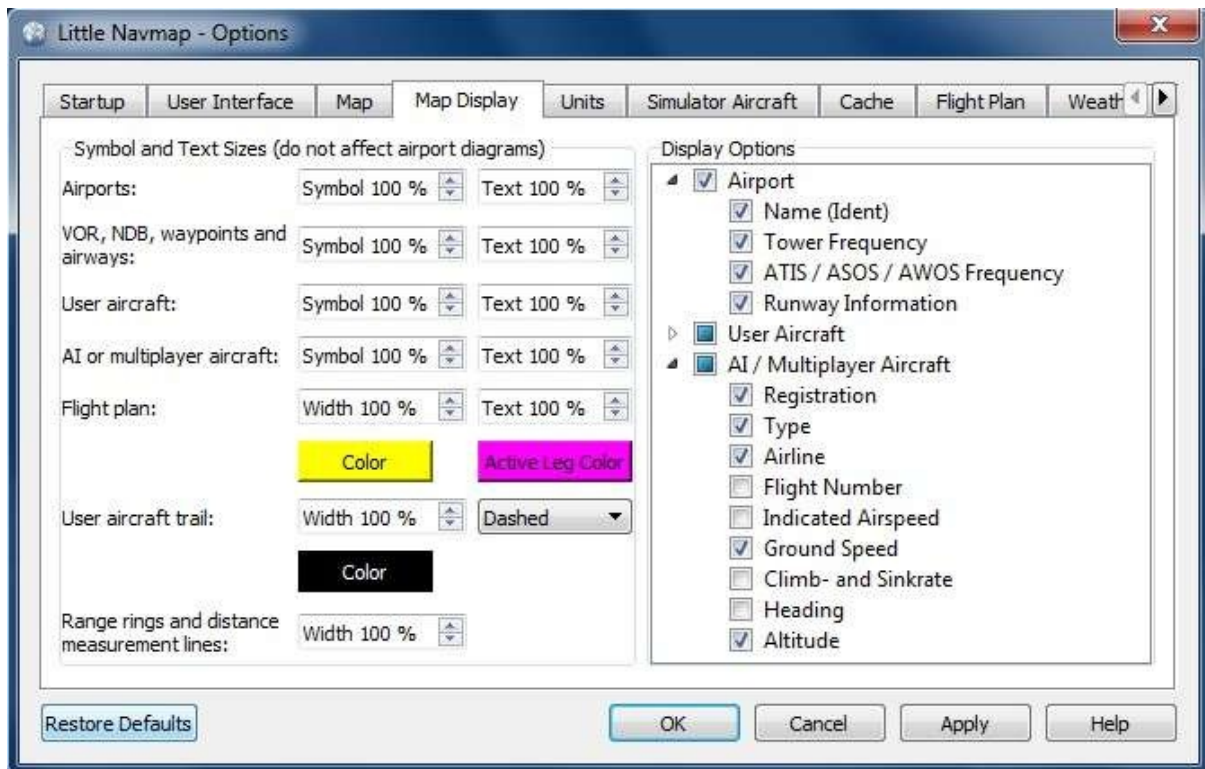 Little Navmap - Options
Startup
User Interface
Map
Map Display
Units
Simulator Aircraft
Cache
Flight Plan
Weath
Symbol and Text Sizes (do not affect airport diagrams)
Airports:
Symbol 100 %
Text 100 %
VOR, NDB, waypoints and
airways:
Symbol 100 %
Text 100 %
User aircraft:
Symbol 100 %
Text 100 %
AI or multiplayer aircraft:
Symbol 100 %
Text 100 %
Flight plan:
Width 100 %
Text 100 %
Color
Active Leg Color
User aircraft trail:
Width 100 %
Dashed
Color
Range rings and distance
measurement lines:
Width 100 %
Display Options
Airport
Name (Ident)
Tower Frequency
ATIS / ASOS / AWOS Frequency
Runway Information
User Aircraft
AI / Multiplayer Aircraft
Registration
Type
Airline
Flight Number
Indicated Airspeed
Ground Speed
Climb- and Sinkrate
Heading
Altitude
Restore Defaults
OK
Cancel
Apply
Help